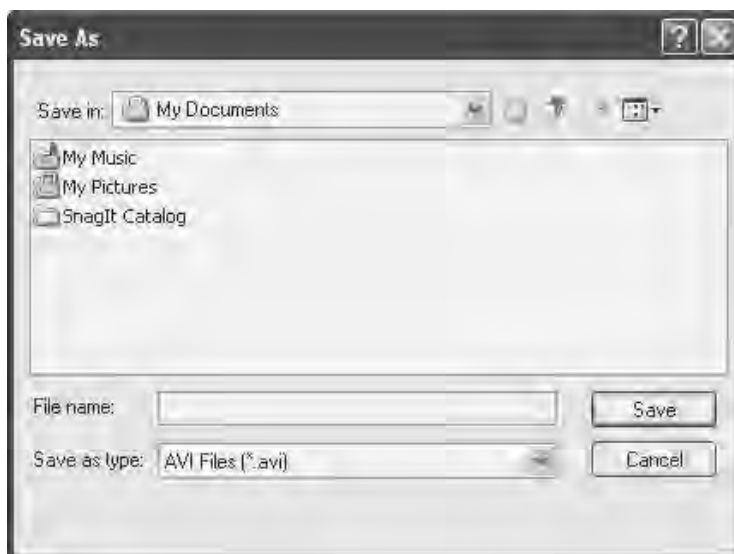 Save As
Save in: My Documents
My Music
My Pictures
SnagIt Catalog
File name:
Save
Save as type: AVI Files (*.avi)
Cancel